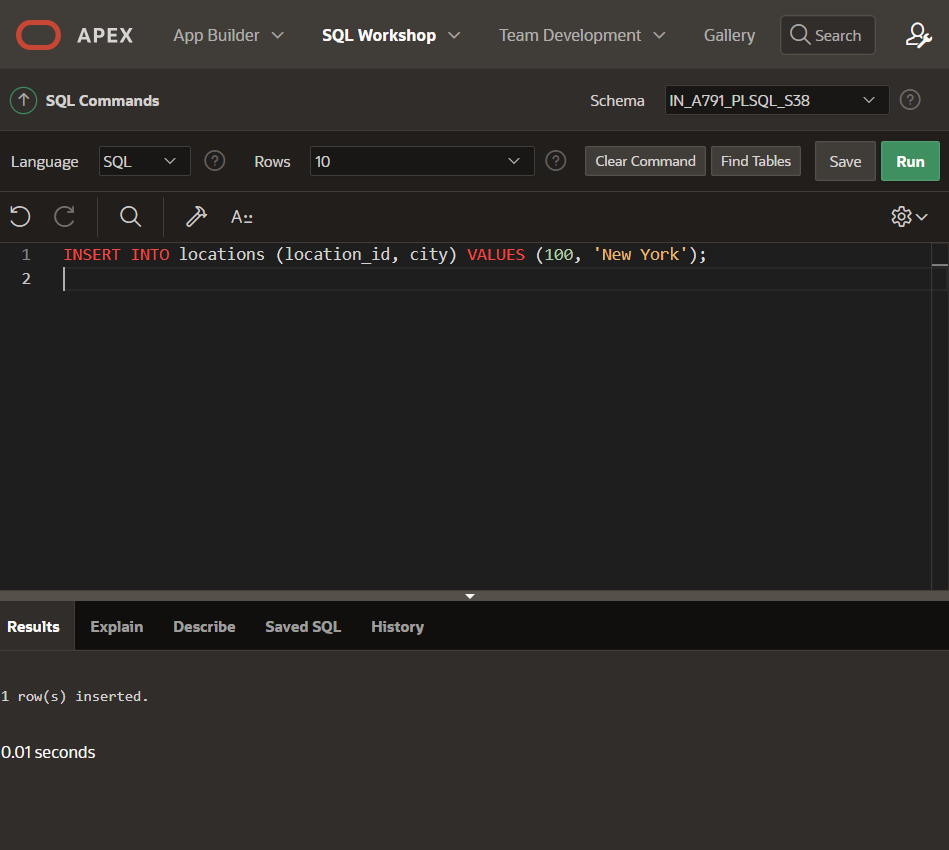 APEX App Builder SQL Workshop Team Development Gallery Search
SQL Commands Schema IN_A791_PLSQL_S38 ?
Language SQL ? Rows 10 ? Clear Command Find Tables Save Run
A::
1 INSERT INTO locations (location_id, city) VALUES (100, 'New York');
2
Results Explain Describe Saved SQL History
1 row(s) inserted.
0.01 seconds